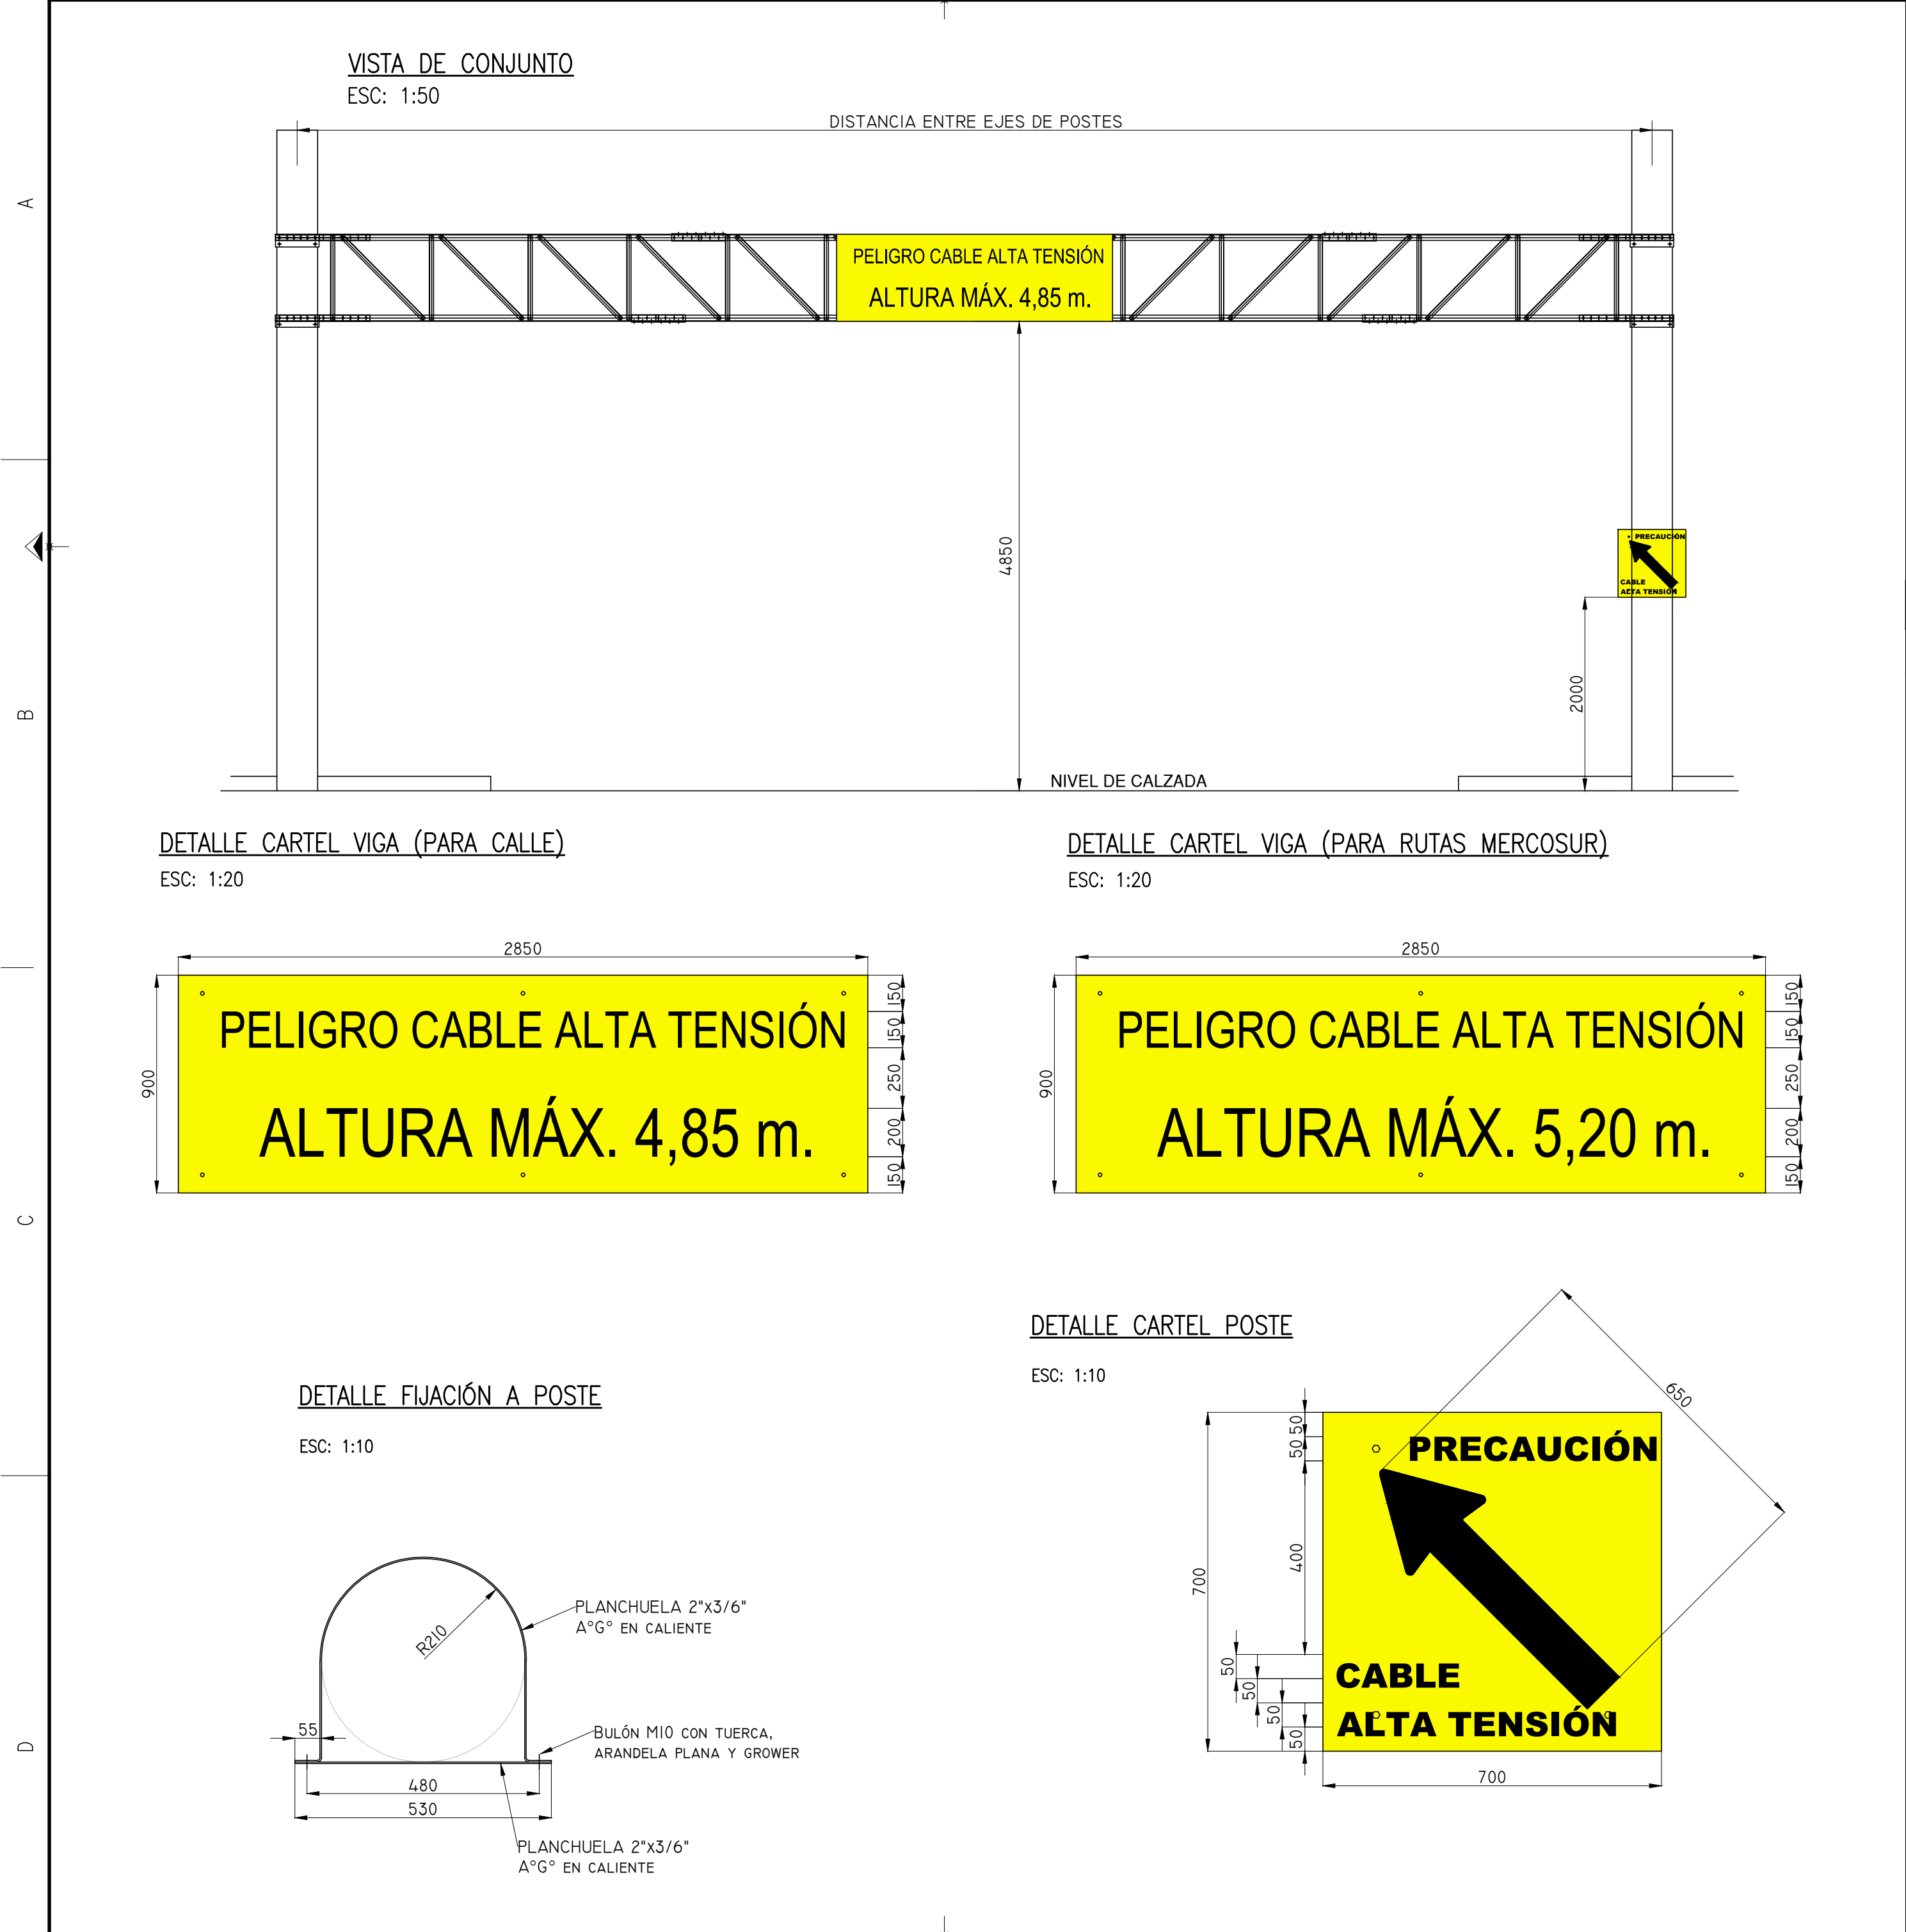 VISTA DE CONJUNTO
ESC: 1:50
DISTANCIA ENTRE EJES DE POSTES
A
PELIGRO CABLE ALTA TENSIÓN
ALTURA MÁX. 4,85 m.
4850
PRECAUCIÓN
CABLE
ALTA TENSIÓN
2000
B
NIVEL DE CALZADA
DETALLE CARTEL VIGA (PARA CALLE)
ESC: 1:20
2850
900
PELIGRO CABLE ALTA TENSIÓN
ALTURA MÁX. 4,85 m.
150
150
250
200
150
DETALLE CARTEL VIGA (PARA RUTAS MERCOSUR)
ESC: 1:20
2850
900
PELIGRO CABLE ALTA TENSIÓN
ALTURA MÁX. 5,20 m.
150
150
250
200
150
C
DETALLE FIJACIÓN A POSTE
ESC: 1:10
R210
PLANCHUELA 2"x3/6"
A°G° EN CALIENTE
55
BULÓN M10 CON TUERCA,
ARANDELA PLANA Y GROWER
480
530
PLANCHUELA 2"x3/6"
A°G° EN CALIENTE
D
DETALLE CARTEL POSTE
ESC: 1:10
650
50
50
PRECAUCIÓN
400
700
50
50
50
50
CABLE
ALTA TENSIÓN
700